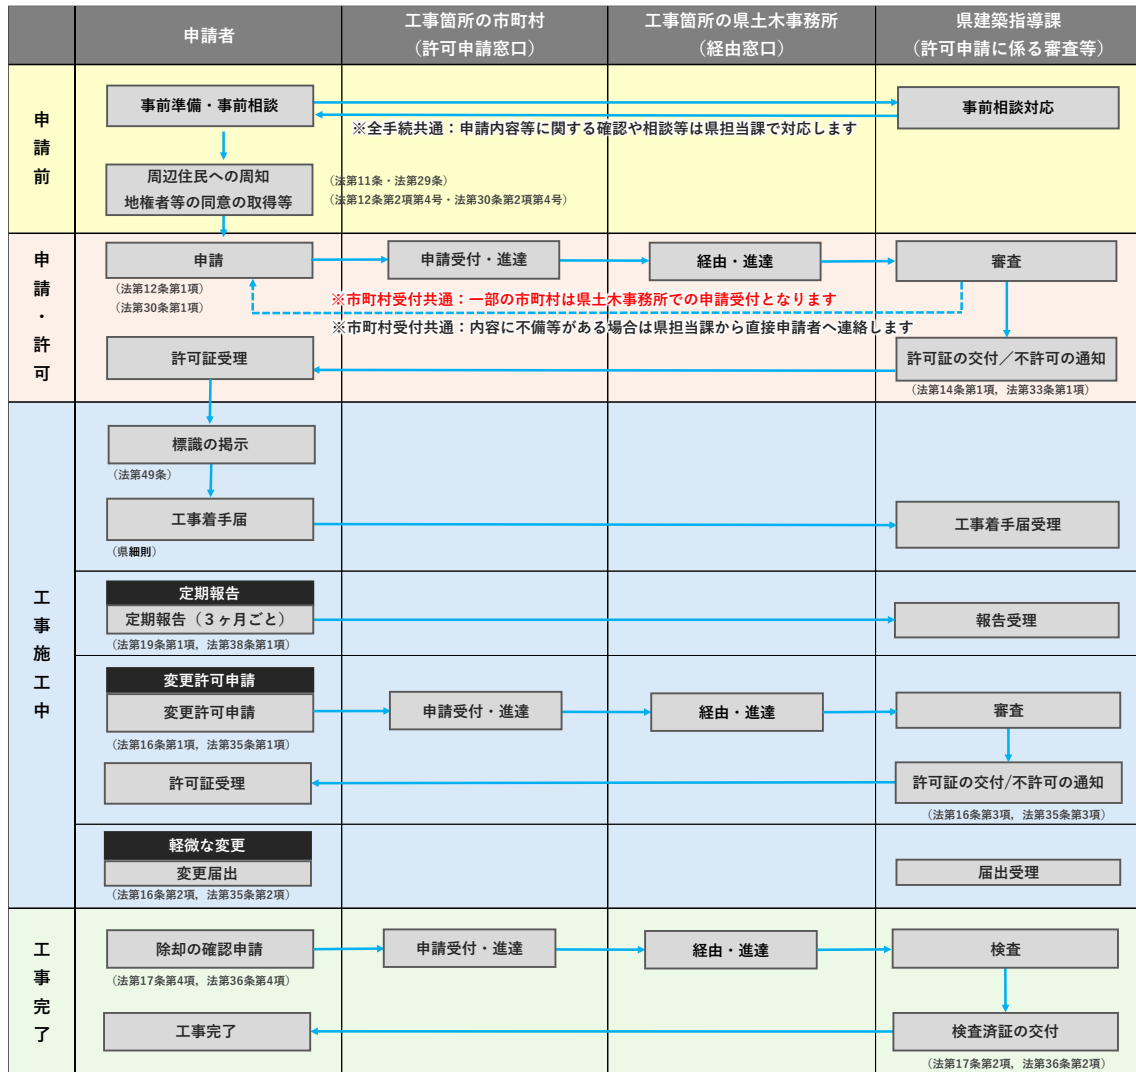 申請者
工事箇所の市町村
（許可申請窓口）
工事箇所の県土木事務所
（経由窓口）
県建築指導課
（許可申請に係る審査等）
申請前
事前準備・事前相談
事前相談対応
※全手続共通：申請内容等に関する確認や相談等は県担当課で対応します
周辺住民への周知
地権者等の同意の取得等
（法第11条・法第29条）
（法第12条第2項第4号・法第30条第2項第4号）
申請・許可
申請
申請受付・進達
経由・進達
審査
（法第12条第1項）
（法第30条第1項）
※市町村受付共通：一部の市町村は県土木事務所での申請受付となります
※市町村受付共通：内容に不備等がある場合は県担当課から直接申請者へ連絡します
許可証受理
許可証の交付／不許可の通知
（法第14条第1項，法第33条第1項）
工事施工中
標識の掲示
（法第49条）
工事着手届
工事着手届受理
（県細則）
定期報告
定期報告（３ヶ月ごと）
報告受理
（法第19条第1項，法第38条第1項）
変更許可申請
変更許可申請
申請受付・進達
経由・進達
審査
（法第16条第1項，法第35条第1項）
許可証受理
許可証の交付/不許可の通知
（法第16条第3項，法第35条第3項）
軽微な変更
変更届出
届出受理
（法第16条第2項，法第35条第2項）
工事完了
除却の確認申請
申請受付・進達
経由・進達
検査
（法第17条第4項，法第36条第4項）
工事完了
検査済証の交付
（法第17条第2項，法第36条第2項）